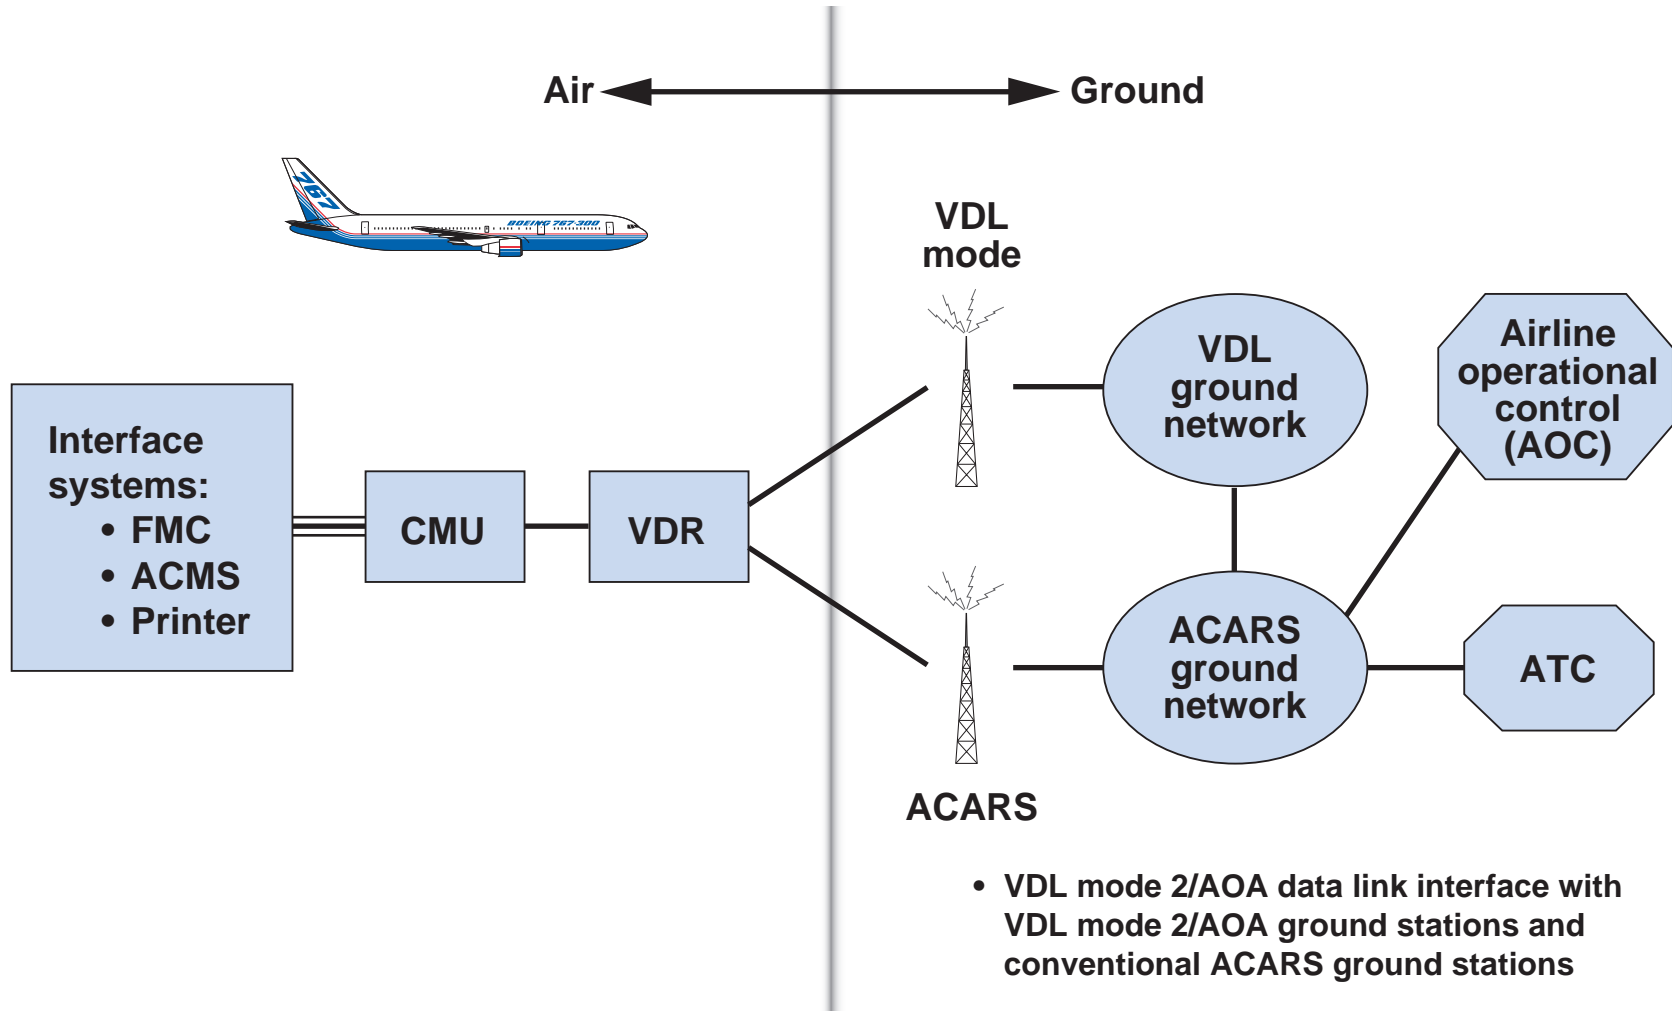 Air
Ground
767
BOEING 767-300
VDL
mode
VDL
ground
network
Airline
operational
control
(AOC)
Interface
systems:
• FMC
• ACMS
• Printer
CMU
VDR
ACARS
ground
network
ATC
ACARS
• VDL mode 2/AOA data link interface with
VDL mode 2/AOA ground stations and
conventional ACARS ground stations